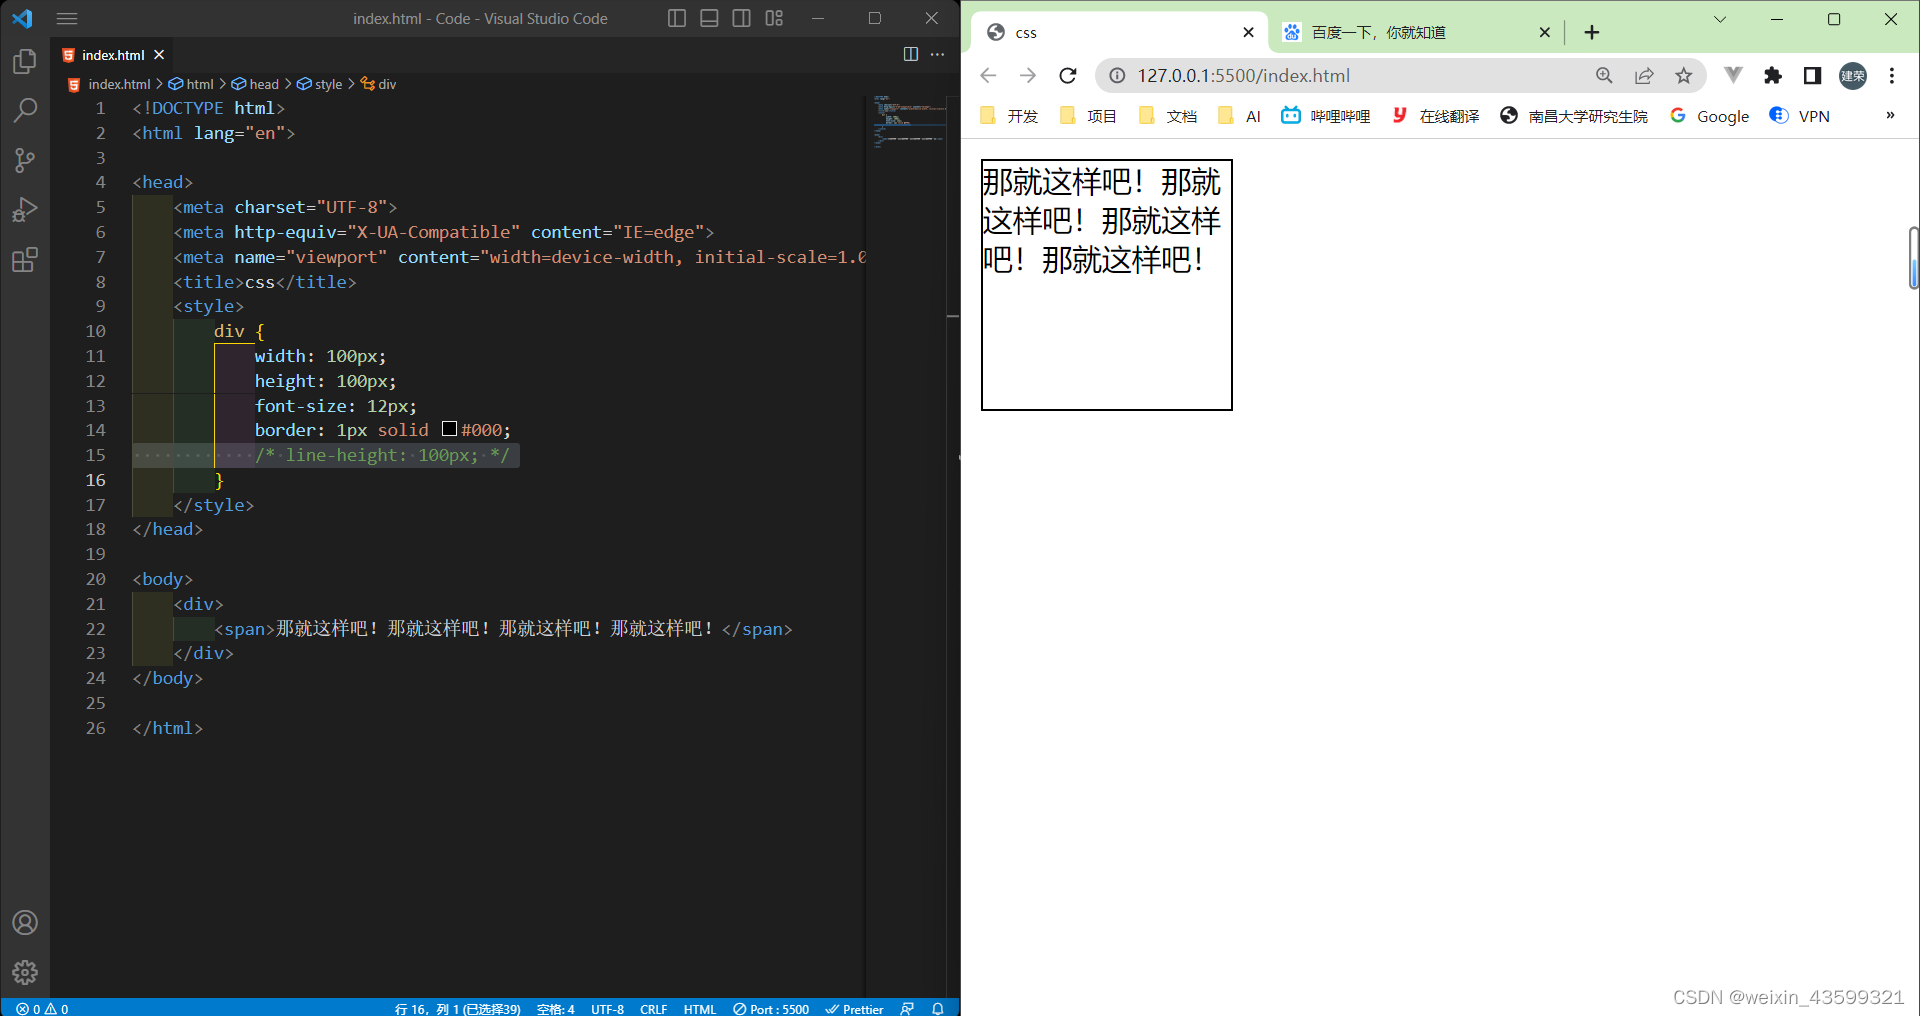 index.html - Code - Visual Studio Code
index.html
index.html > html > head > style > div
1 <!DOCTYPE html>
2 <html lang="en">
3
4 <head>
5 <meta charset="UTF-8">
6 <meta http-equiv="X-UA-Compatible" content="IE=edge">
7 <meta name="viewport" content="width=device-width, initial-scale=1.0
8 <title>css</title>
9 <style>
10 div {
11 width: 100px;
12 height: 100px;
13 font-size: 12px;
14 border: 1px solid #000;
15 /* line-height: 100px; */
16 }
17 </style>
18 </head>
19
20 <body>
21 <div>
22 <span>那就这样吧！那就这样吧！那就这样吧！那就这样吧！</span>
23 </div>
24 </body>
25
26 </html>
0 0 行 16，列 1 (已选择39) 空格: 4 UTF-8 CRLF HTML Port : 5500 Prettier
css 百度一下，你就知道
127.0.0.1:5500/index.html 建荣
开发 项目 文档 AI 哔哩哔哩 在线翻译 南昌大学研究生院 Google VPN »
那就这样吧！那就
这样吧！那就这样
吧！那就这样吧！
CSDN @weixin_43599321